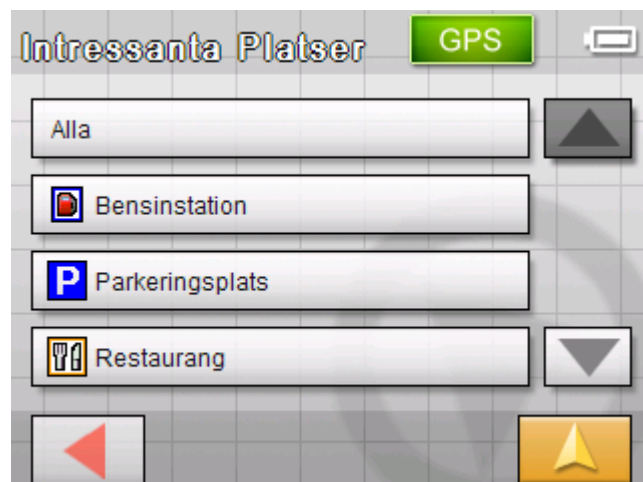 Intressanta Platser
GPS
Alla
Bensinstation
P Parkeringsplats
Restaurang